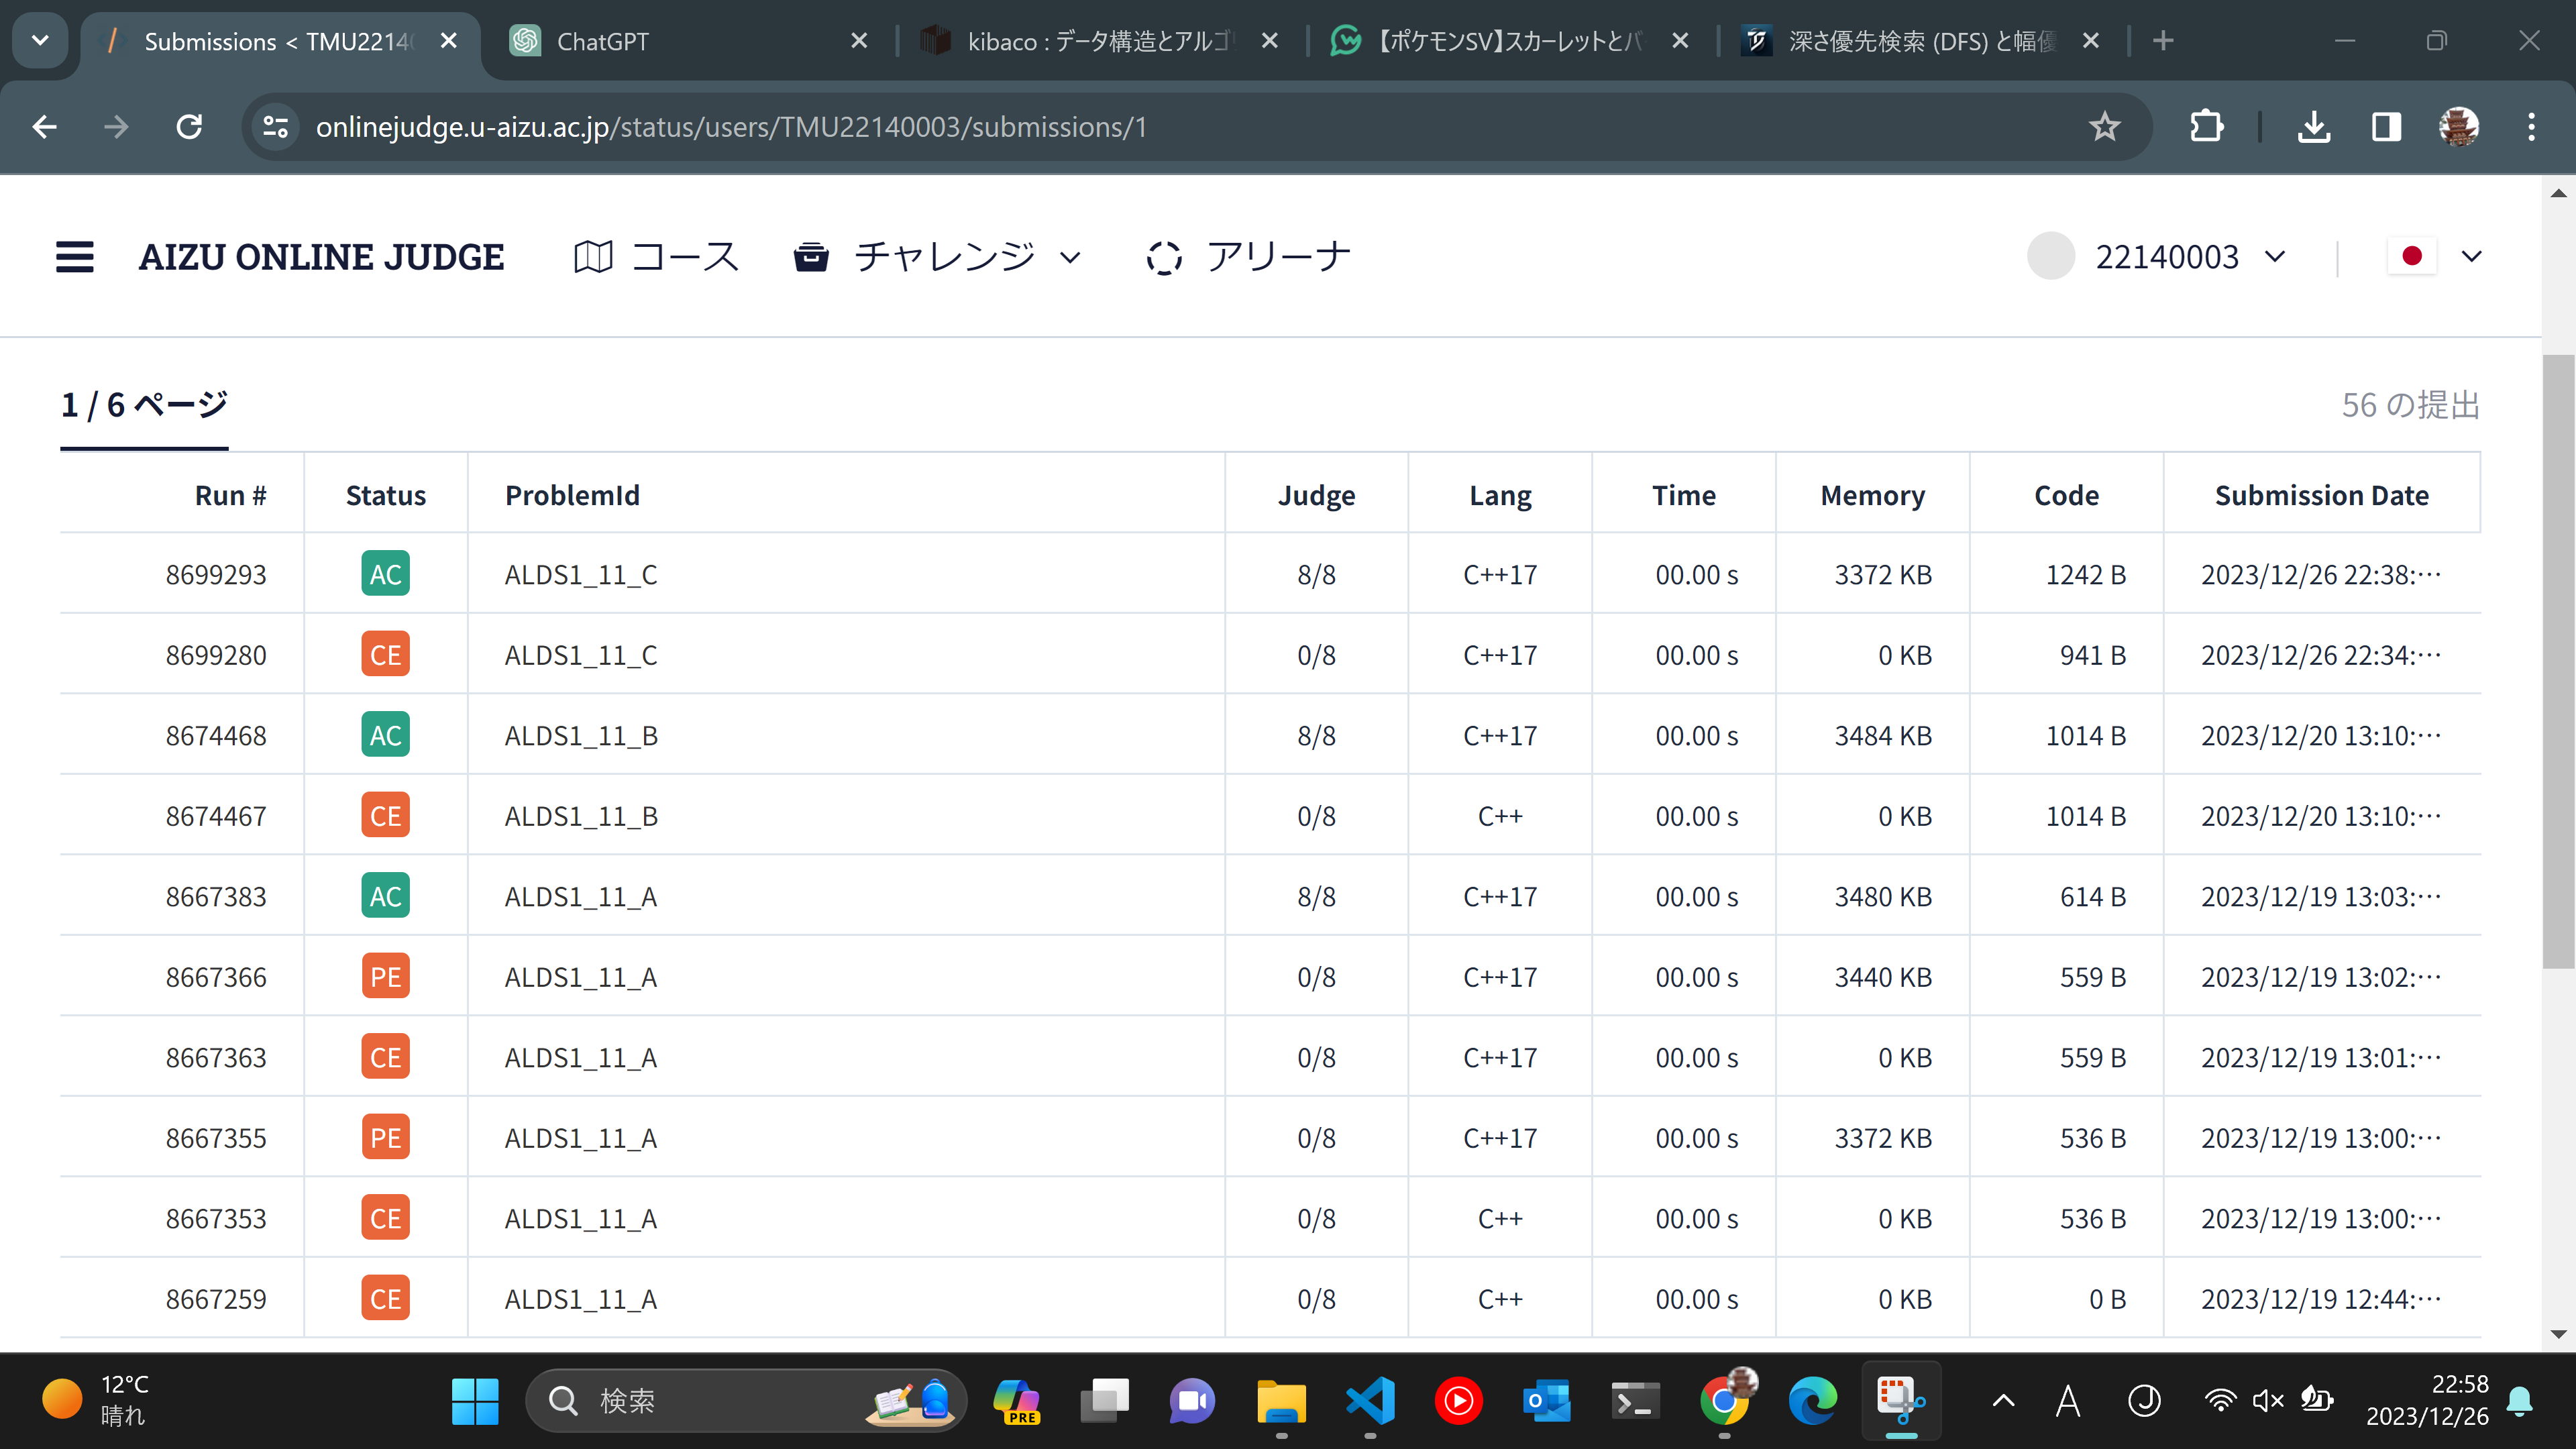 Submissions < TMU2214
ChatGPT
kibaco : データ構造とアルゴ
【ポケモンSV】スカーレットとバ
深さ優先検索 (DFS) と幅優
onlinejudge.u-aizu.ac.jp/status/users/TMU22140003/submissions/1
AIZU ONLINE JUDGE コース チャレンジ アリーナ 22140003
1 / 6 ページ 56 の提出
Run # Status ProblemId Judge Lang Time Memory Code Submission Date
8699293 AC ALDS1_11_C 8/8 C++17 00.00 s 3372 KB 1242 B 2023/12/26 22:38:…
8699280 CE ALDS1_11_C 0/8 C++17 00.00 s 0 KB 941 B 2023/12/26 22:34:…
8674468 AC ALDS1_11_B 8/8 C++17 00.00 s 3484 KB 1014 B 2023/12/20 13:10:…
8674467 CE ALDS1_11_B 0/8 C++ 00.00 s 0 KB 1014 B 2023/12/20 13:10:…
8667383 AC ALDS1_11_A 8/8 C++17 00.00 s 3480 KB 614 B 2023/12/19 13:03:…
8667366 PE ALDS1_11_A 0/8 C++17 00.00 s 3440 KB 559 B 2023/12/19 13:02:…
8667363 CE ALDS1_11_A 0/8 C++17 00.00 s 0 KB 559 B 2023/12/19 13:01:…
8667355 PE ALDS1_11_A 0/8 C++17 00.00 s 3372 KB 536 B 2023/12/19 13:00:…
8667353 CE ALDS1_11_A 0/8 C++ 00.00 s 0 KB 536 B 2023/12/19 13:00:…
8667259 CE ALDS1_11_A 0/8 C++ 00.00 s 0 KB 0 B 2023/12/19 12:44:…
12°C
晴れ
検索
PRE
A
J
22:58
2023/12/26